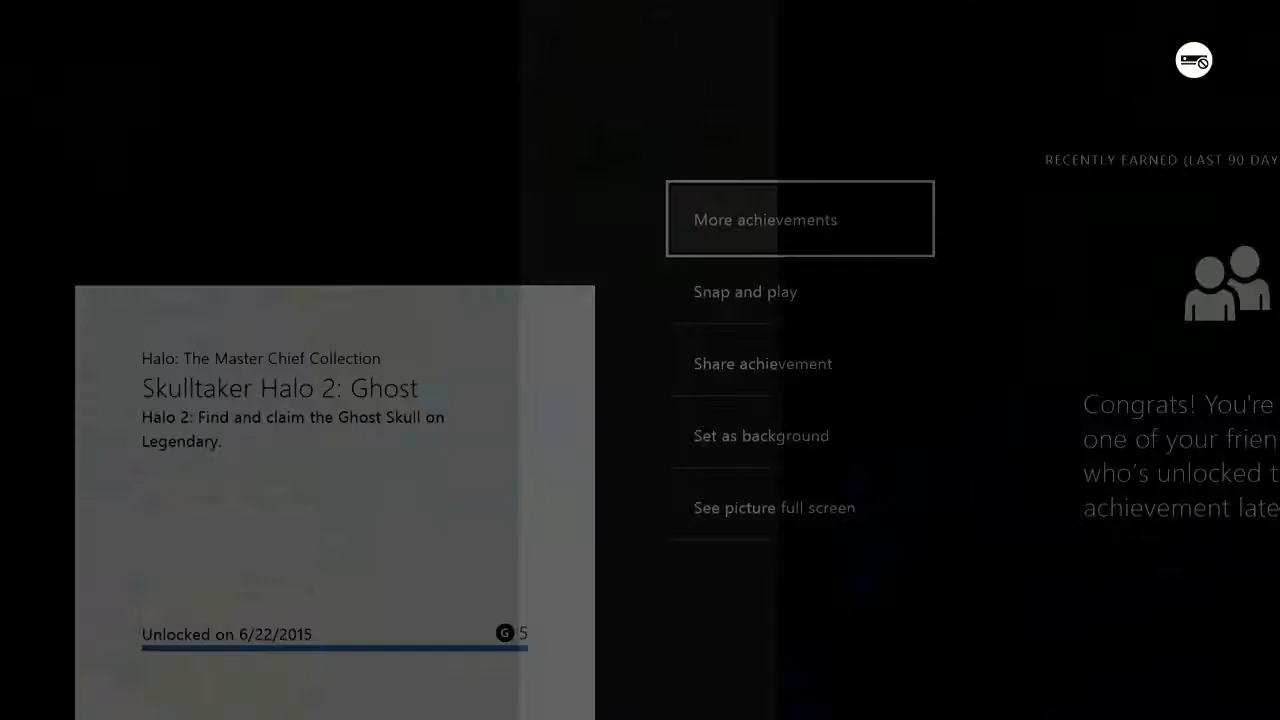 RECENTLY EARNED (LAST 90 DAY
More achievements
Snap and play
Share achievement
Set as background
See picture full screen
Halo: The Master Chief Collection
Skulltaker Halo 2: Ghost
Halo 2: Find and claim the Ghost Skull on
Legendary.
Unlocked on 6/22/2015
G 5
Congrats! You're
one of your frien
who's unlocked t
achievement late